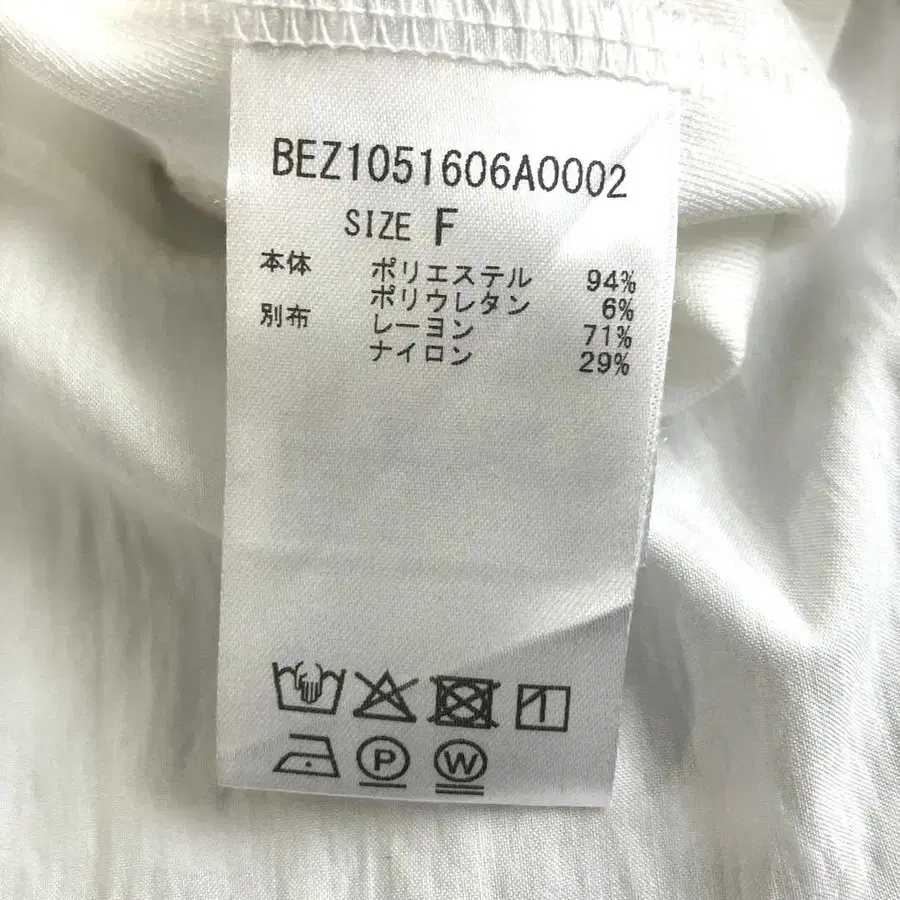 BEZ1051606A0002
SIZE F
本体 ポリエステル 94%
ポリウレタン 6%
別布 レーヨン 71%
ナイロン 29%
P W